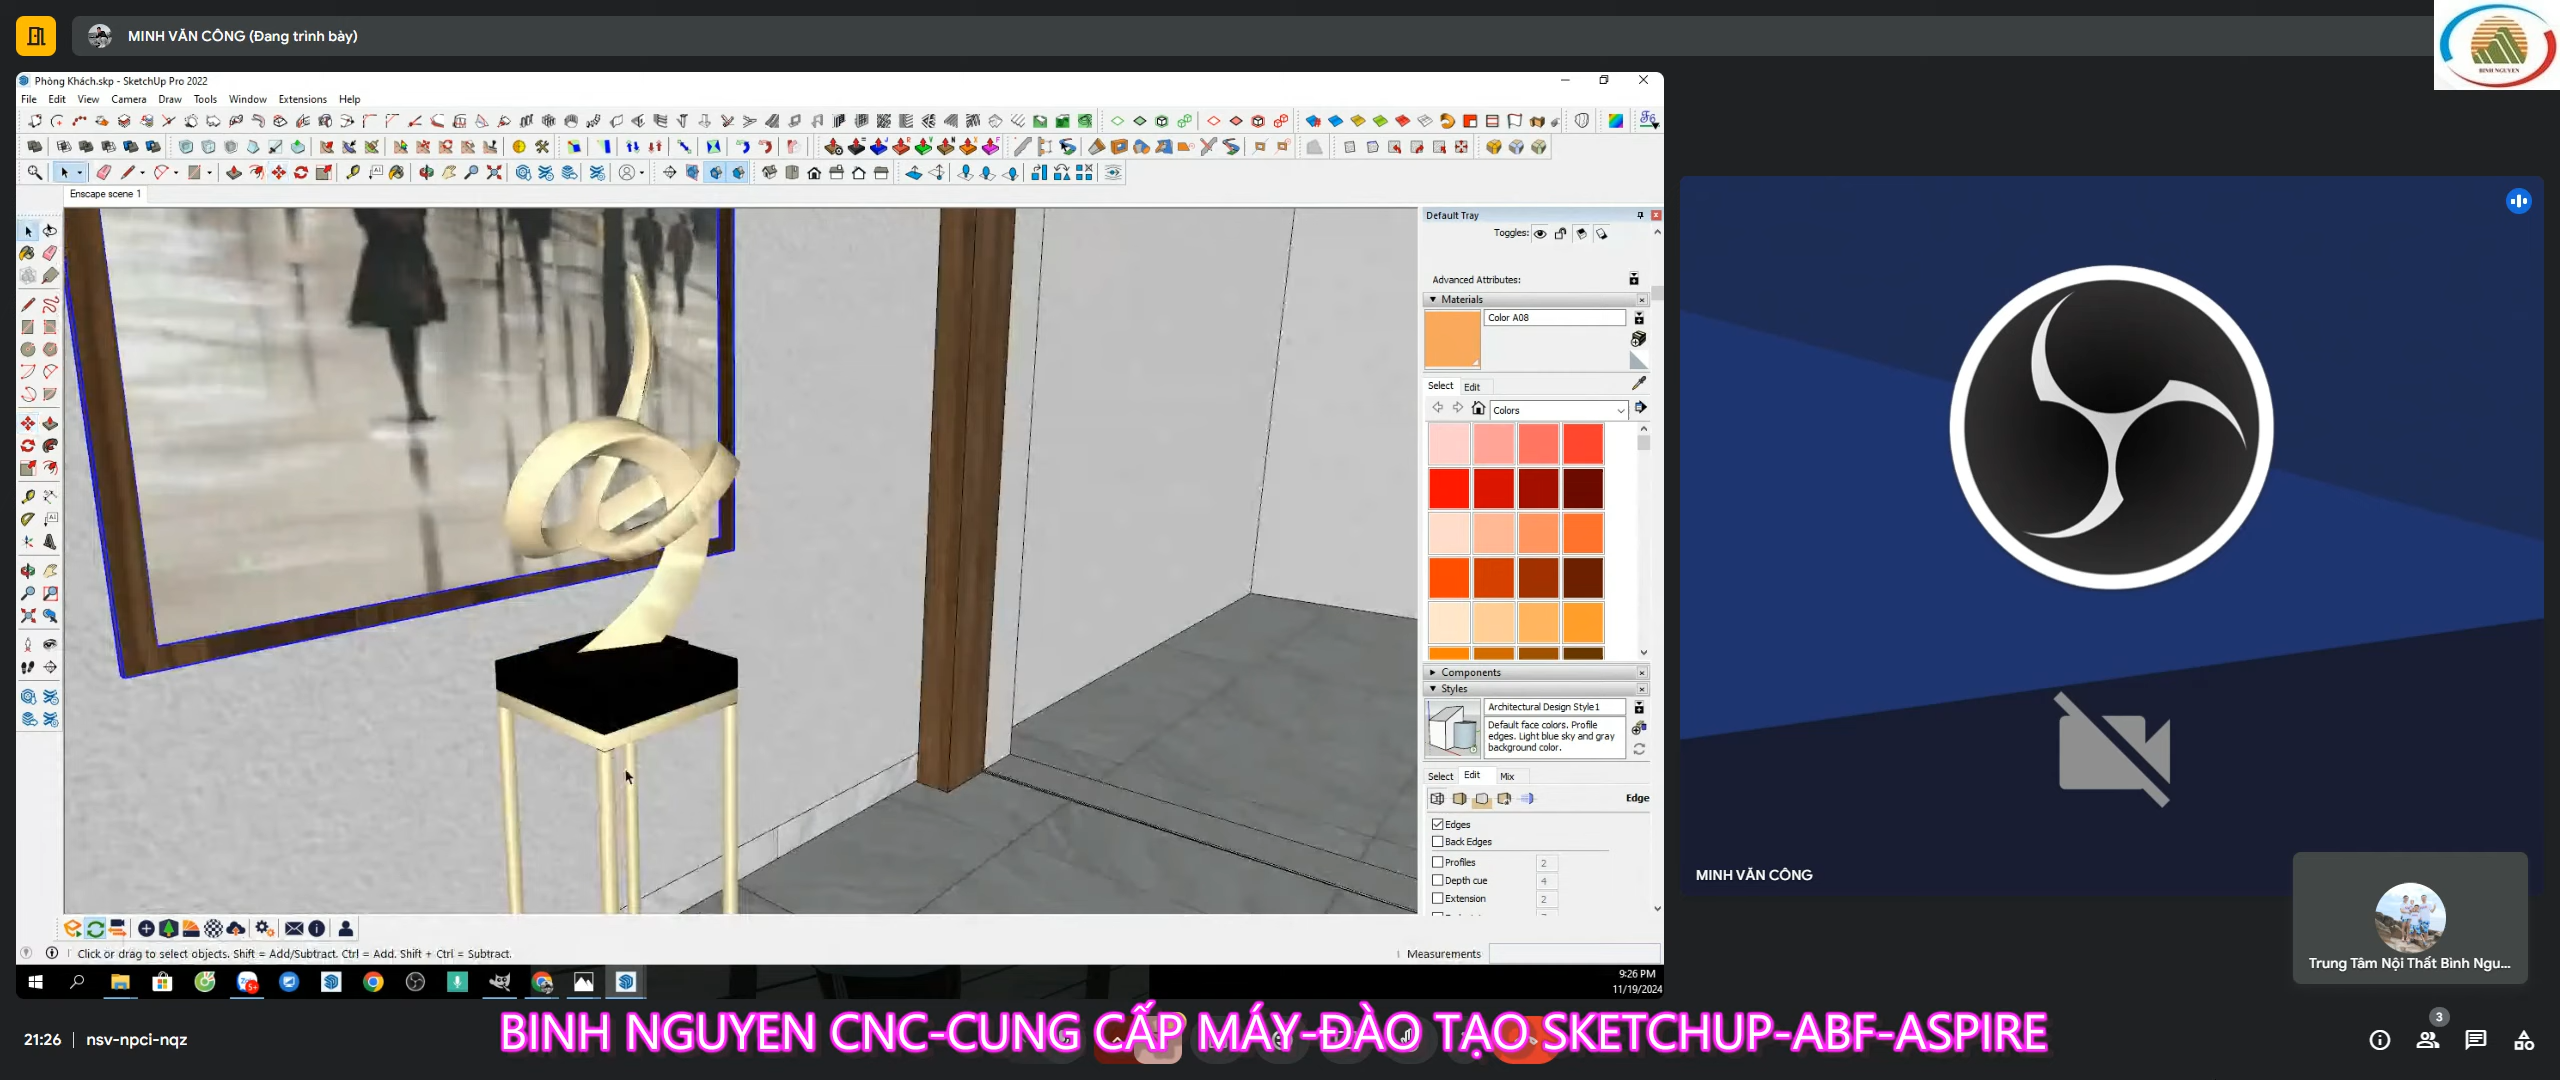 MINH VĂN CÔNG (Đang trình bày)
BINH NGUYEN
Phòng Khách.skp - SketchUp Pro 2022
File Edit View Camera Draw Tools Window Extensions Help
Enscape scene 1
Default Tray
Toggles:
Advanced Attributes:
Materials
Color A08
Select Edit
Colors
Components
Styles
Architectural Design Style1
Default face colors. Profile
edges. Light blue sky and gray
background color.
Select Edit Mix
Edge
Edges
Back Edges
Profiles 2
Depth cue 4
Extension 2
Click or drag to select objects. Shift = Add/Subtract. Ctrl = Add. Shift + Ctrl = Subtract.
Measurements
9:26 PM
11/19/2024
MINH VĂN CÔNG
Trung Tâm Nội Thất Bình Ngu...
3
21:26 nsv-npci-nqz
BINH NGUYEN CNC-CUNG CẤP MÁY-ĐÀO TẠO SKETCHUP-ABF-ASPIRE